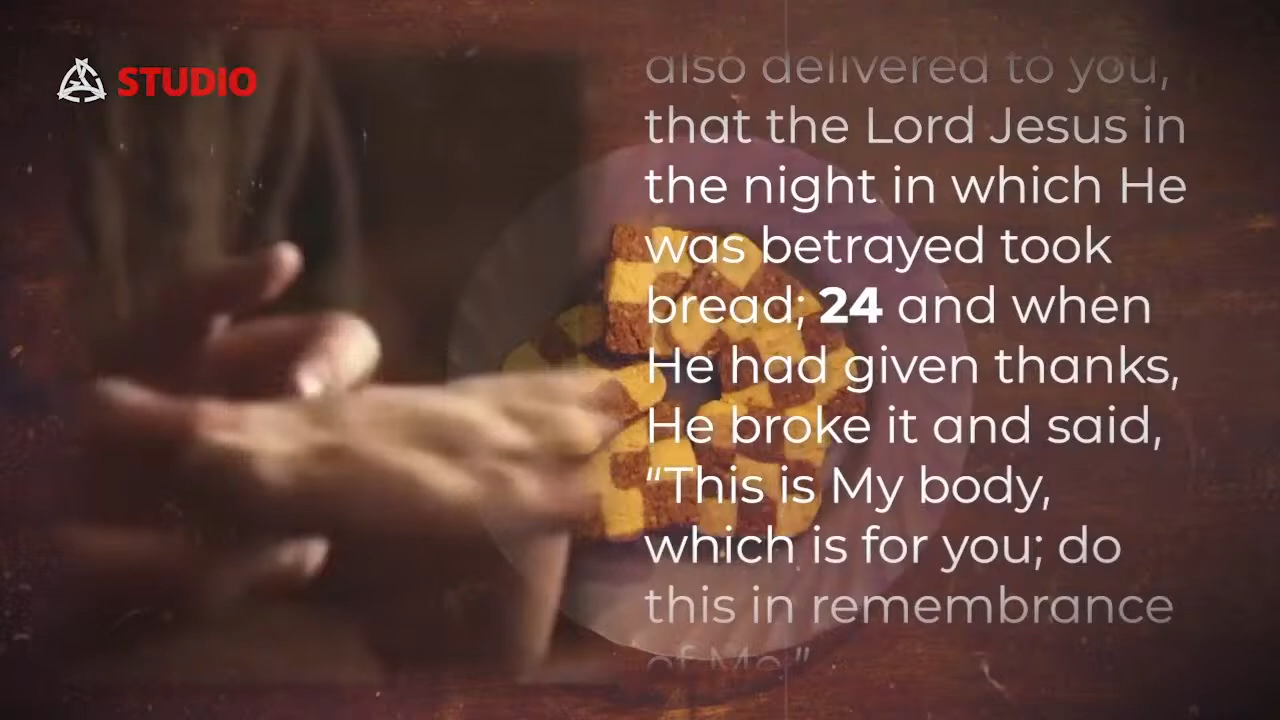 STUDIO
also delivered to you,
that the Lord Jesus in
the night in which He
was betrayed took
bread; 24 and when
He had given thanks,
He broke it and said,
“This is My body,
which is for you; do
this in remembrance
of Me.”